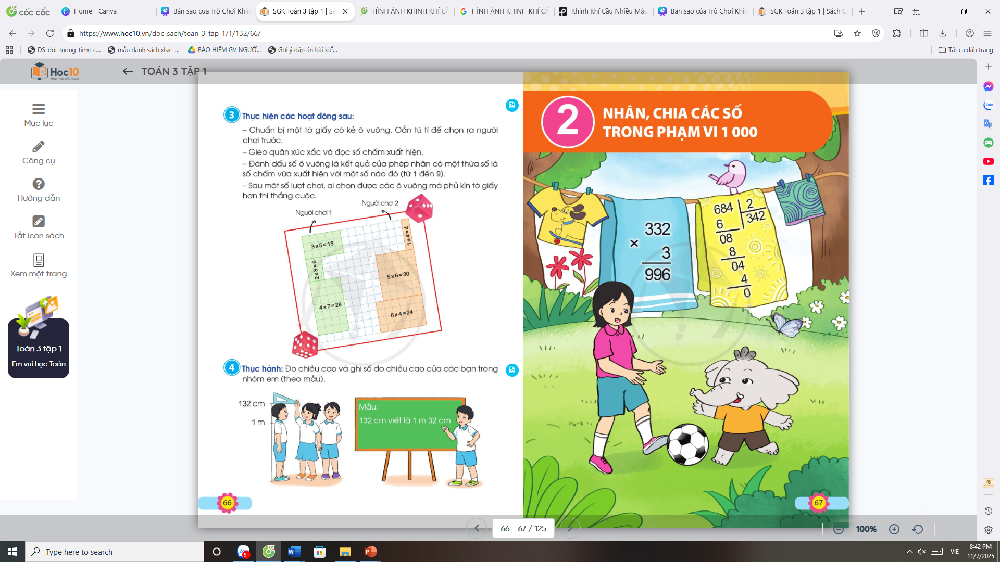 cốc cốc
Home - Canva
Bản sao của Trò Chơi Khin
SGK Toán 3 tập 1 | Sá
HÌNH ẢNH KHINH KHÍ CẦ
HÌNH ẢNH KHINH KHÍ CẦ
Khinh Khí Cầu Nhiều Màu
Bản sao của Trò Chơi Khin
SGK Toán 3 tập 1 | Sách C
https://www.hoc10.vn/doc-sach/toan-3-tap-1/1/132/66/
DS_doi_tuong_tiem_c...
mẫu danh sách.xlsx -...
BẢO HIỂM GV NGƯỜ...
Gợi ý đáp án bài kiể...
Tất cả dấu trang
Hoc10
Học một biết mười
TOÁN 3 TẬP 1
Mục lục
Công cụ
Hướng dẫn
Tắt icon sách
Xem một trang
Toán 3 tập 1
Em vui học Toán
3 Thực hiện các hoạt động sau:
– Chuẩn bị một tờ giấy có kẻ ô vuông. Oẳn tù tì để chọn ra người
chơi trước.
– Gieo quân xúc xắc và đọc số chấm xuất hiện.
– Đánh dấu số ô vuông là kết quả của phép nhân có một thừa số là
số chấm vừa xuất hiện với một số nào đó (từ 1 đến 9).
– Sau một số lượt chơi, ai chọn được các ô vuông mà phủ kín tờ giấy
hơn thì thắng cuộc.
Người chơi 1
Người chơi 2
3 x 5 = 15
1 x 4 = 4
2 x 3 = 6
5 x 6 = 30
4 x 7 = 28
6 x 4 = 24
4 Thực hành: Đo chiều cao và ghi số đo chiều cao của các bạn trong
nhóm em (theo mẫu).
132 cm
1 m
Mẫu:
132 cm viết là 1 m 32 cm
66
2
NHÂN, CHIA CÁC SỐ
TRONG PHẠM VI 1 000
332
×
3
996
684 2
6 342
08
8
04
4
0
67
66 - 67 / 125
100%
Zalo
Type here to search
Zalo
5+
VIE
8:42 PM
11/7/2025